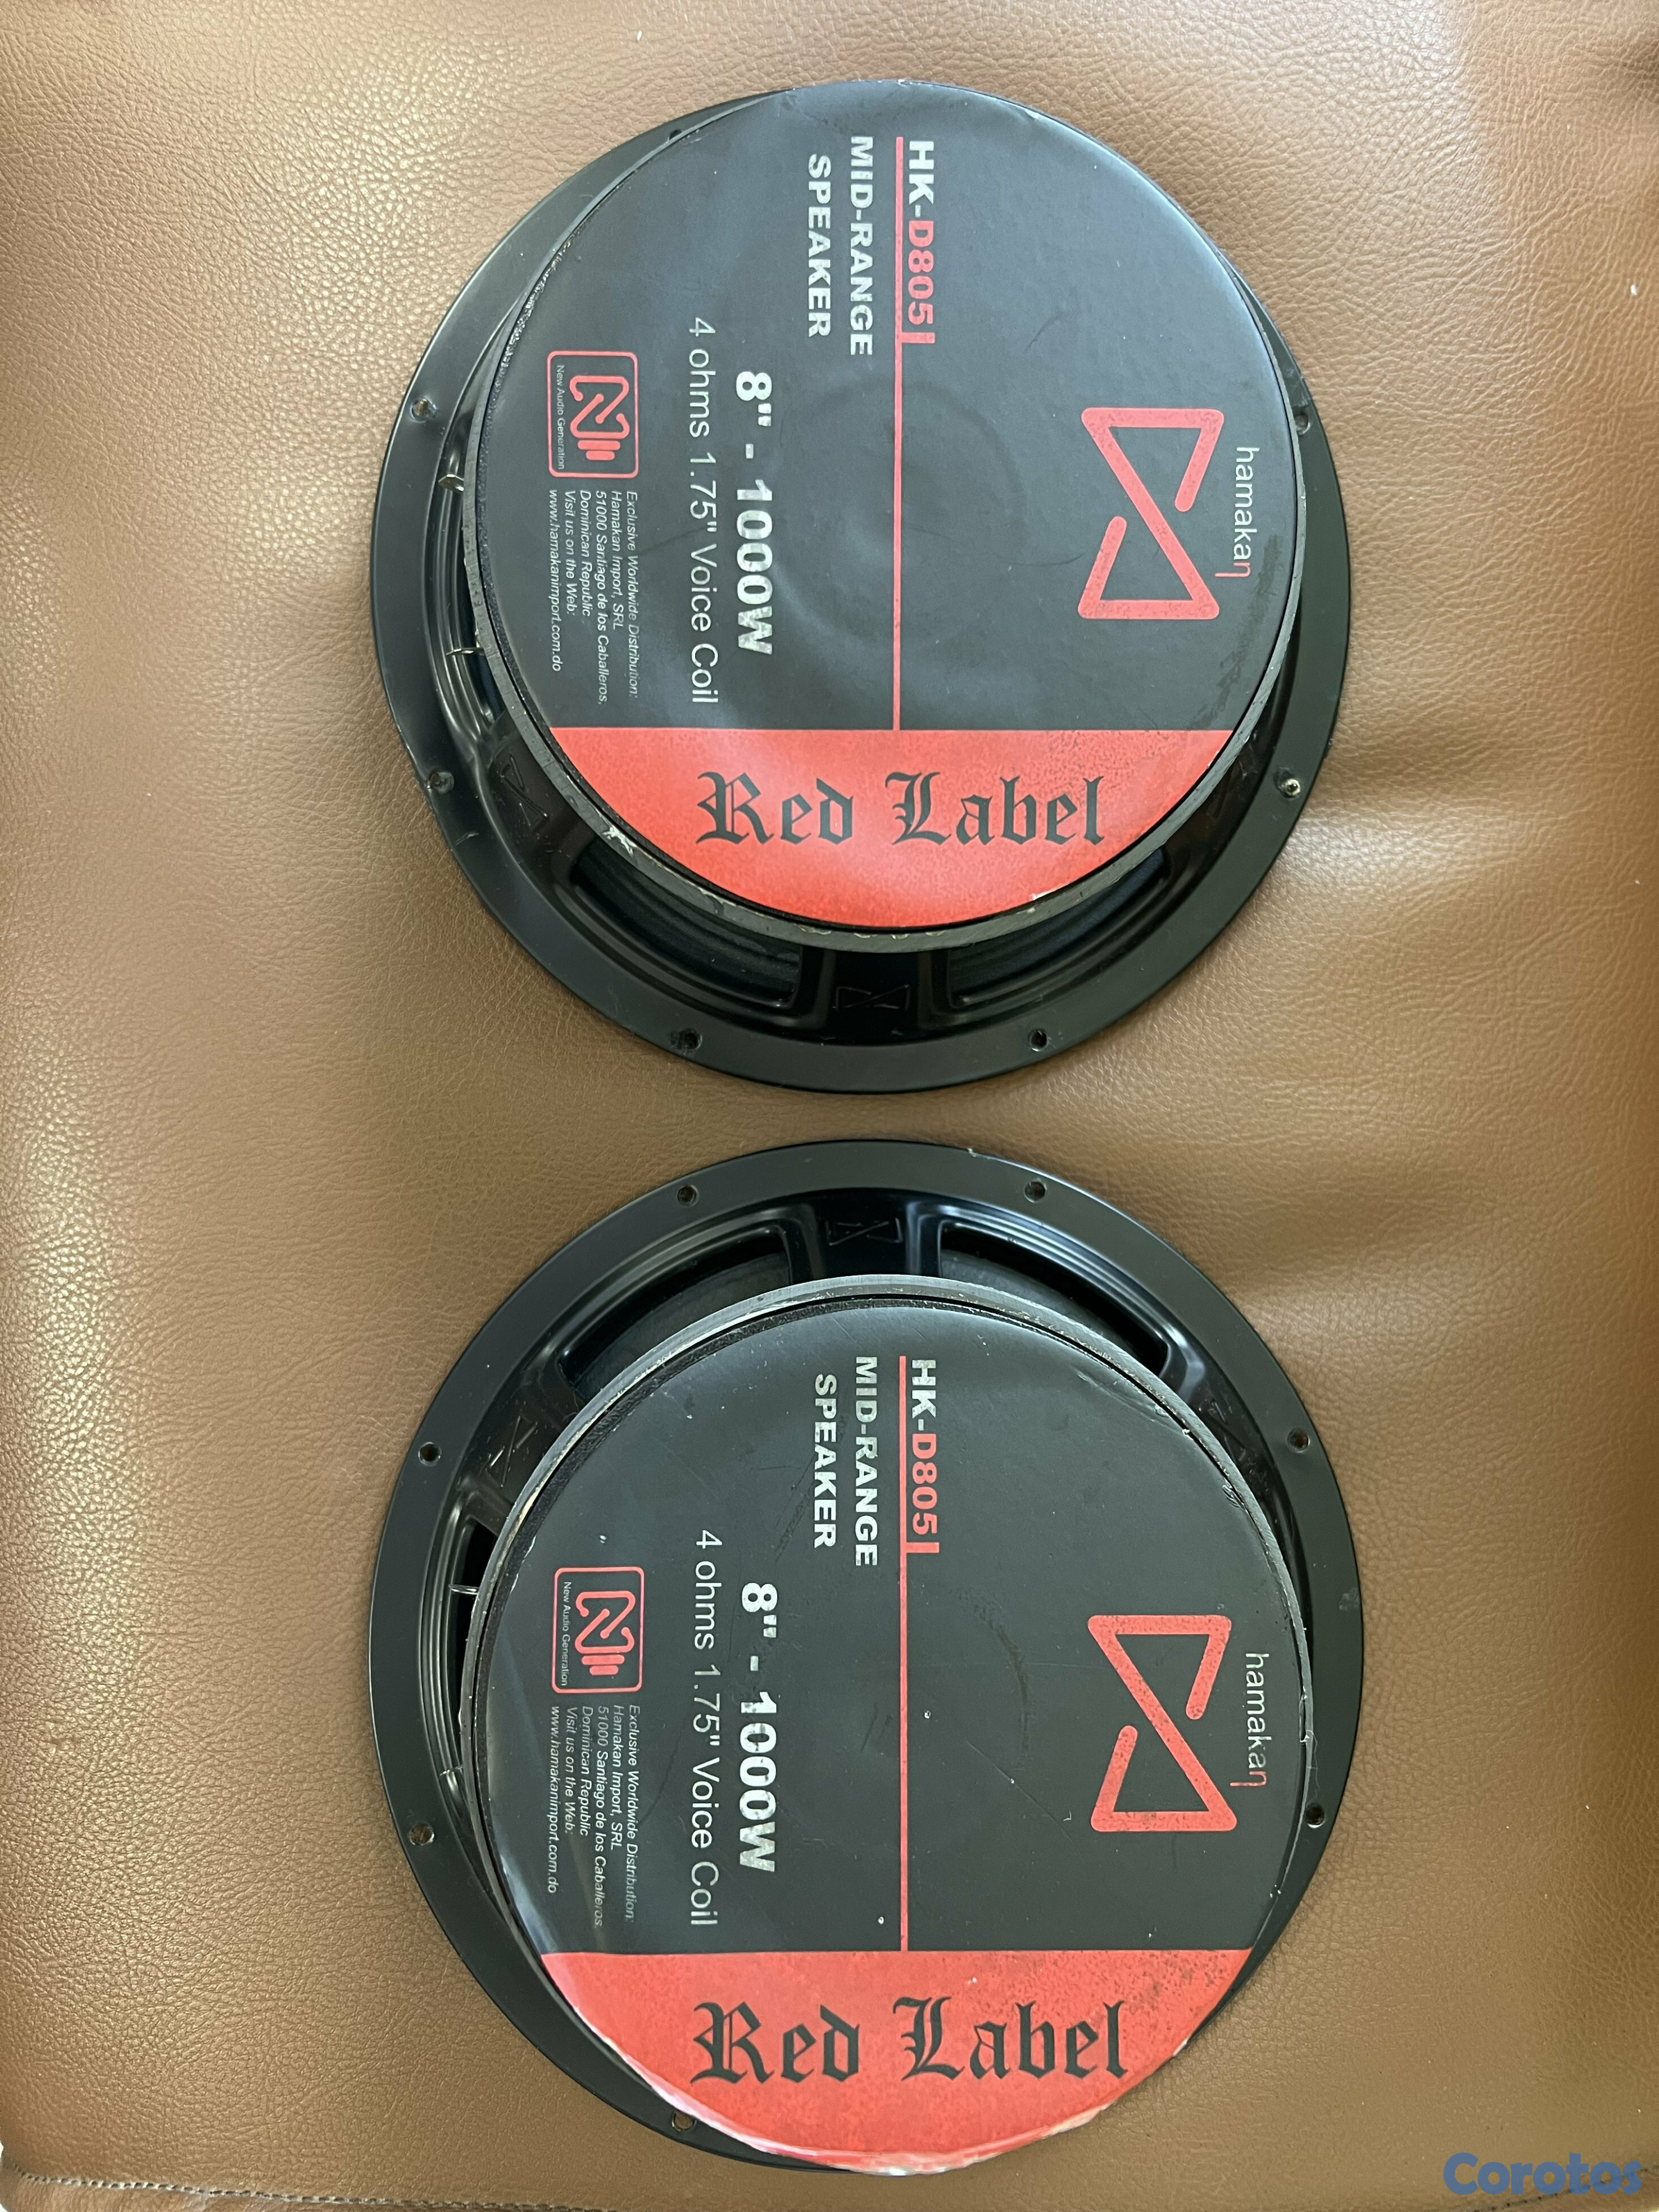 hamakan
HK-D805
MID-RANGE
SPEAKER
8" - 1000W
4 ohms 1.75" Voice Coil
New Audio Generation
Exclusive Worldwide Distribution:
Hamakan Import, SRL
51000 Santiago de los Caballeros,
Dominican Republic
Visit us on the Web:
www.hamakanimport.com.do
Red Label
hamakan
HK-D805
MID-RANGE
SPEAKER
8" - 1000W
4 ohms 1.75" Voice Coil
New Audio Generation
Exclusive Worldwide Distribution:
Hamakan Import, SRL
51000 Santiago de los Caballeros,
Dominican Republic
Visit us on the Web:
www.hamakanimport.com.do
Red Label
Corotos